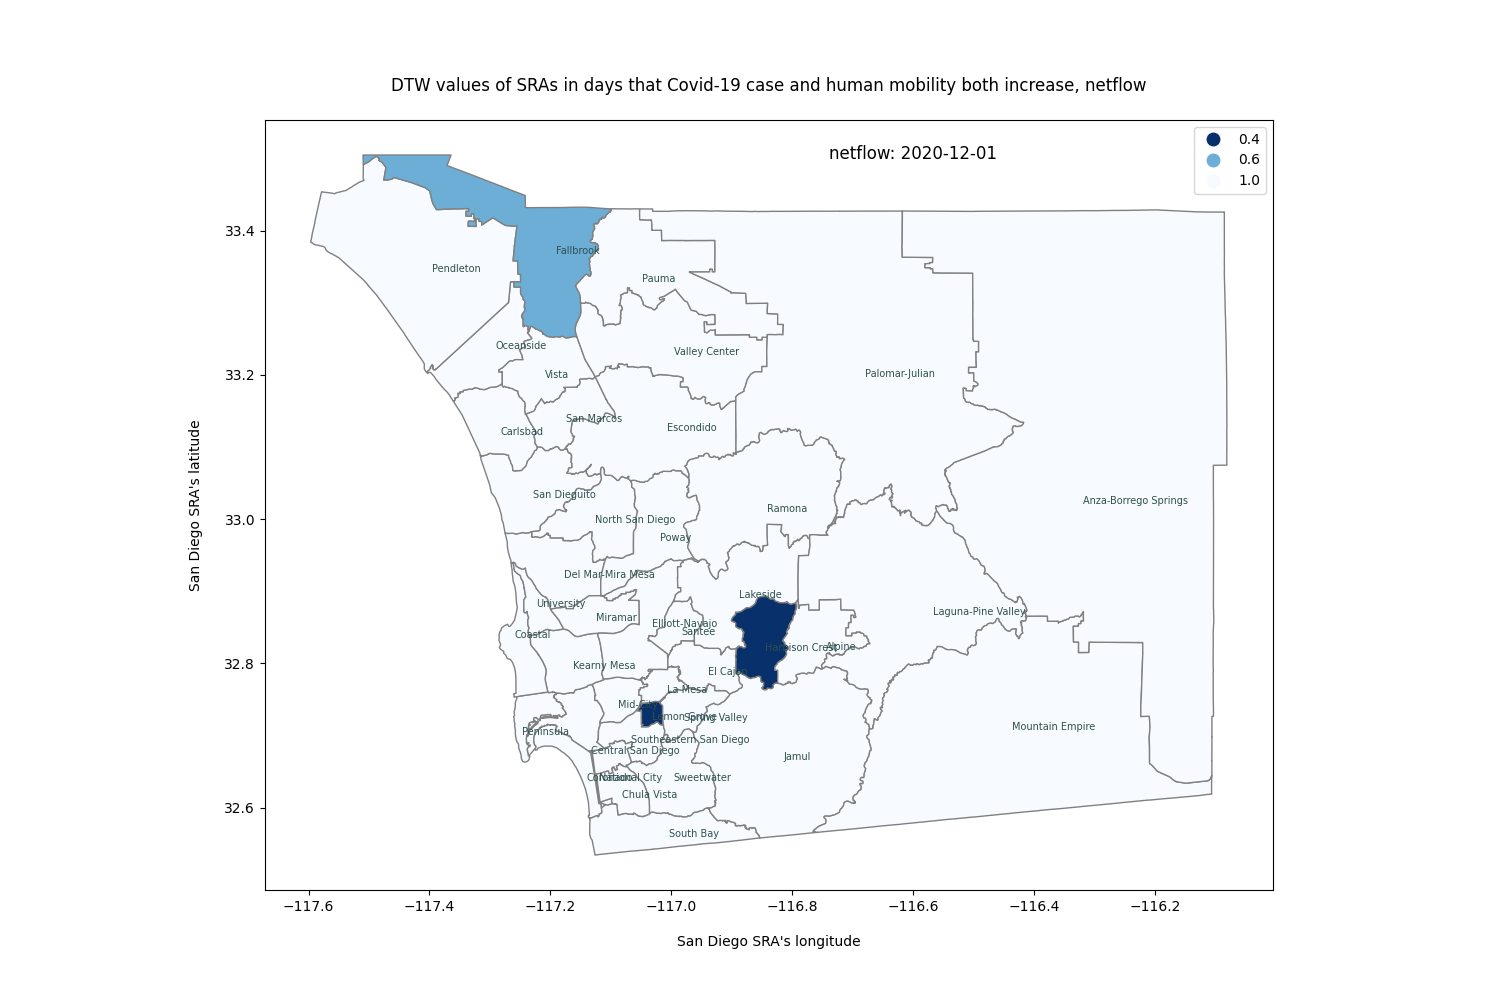 DTW values of SRAs in days that Covid-19 case and human mobility both increase, netflow
netflow: 2020-12-01
0.4
0.6
1.0
33.4
33.2
33.0
32.8
32.6
San Diego SRA's latitude
Fallbrook
Pendleton
Pauma
Oceanside
Valley Center
Vista
Palomar-Julian
San Marcos
Carlsbad
Escondido
San Dieguito
Anza-Borrego Springs
Ramona
North San Diego
Poway
Del Mar-Mira Mesa
Lakeside
University
Laguna-Pine Valley
Miramar
Elliott-Navajo
Santee
Coastal
Harbison Crest
Alpine
Kearny Mesa
El Cajon
La Mesa
Mid-City
Lemon Grove
Spring Valley
Mountain Empire
Peninsula
Southeastern San Diego
Central San Diego
Jamul
Coronado
National City
Sweetwater
Chula Vista
South Bay
−117.6
−117.4
−117.2
−117.0
−116.8
−116.6
−116.4
−116.2
San Diego SRA's longitude